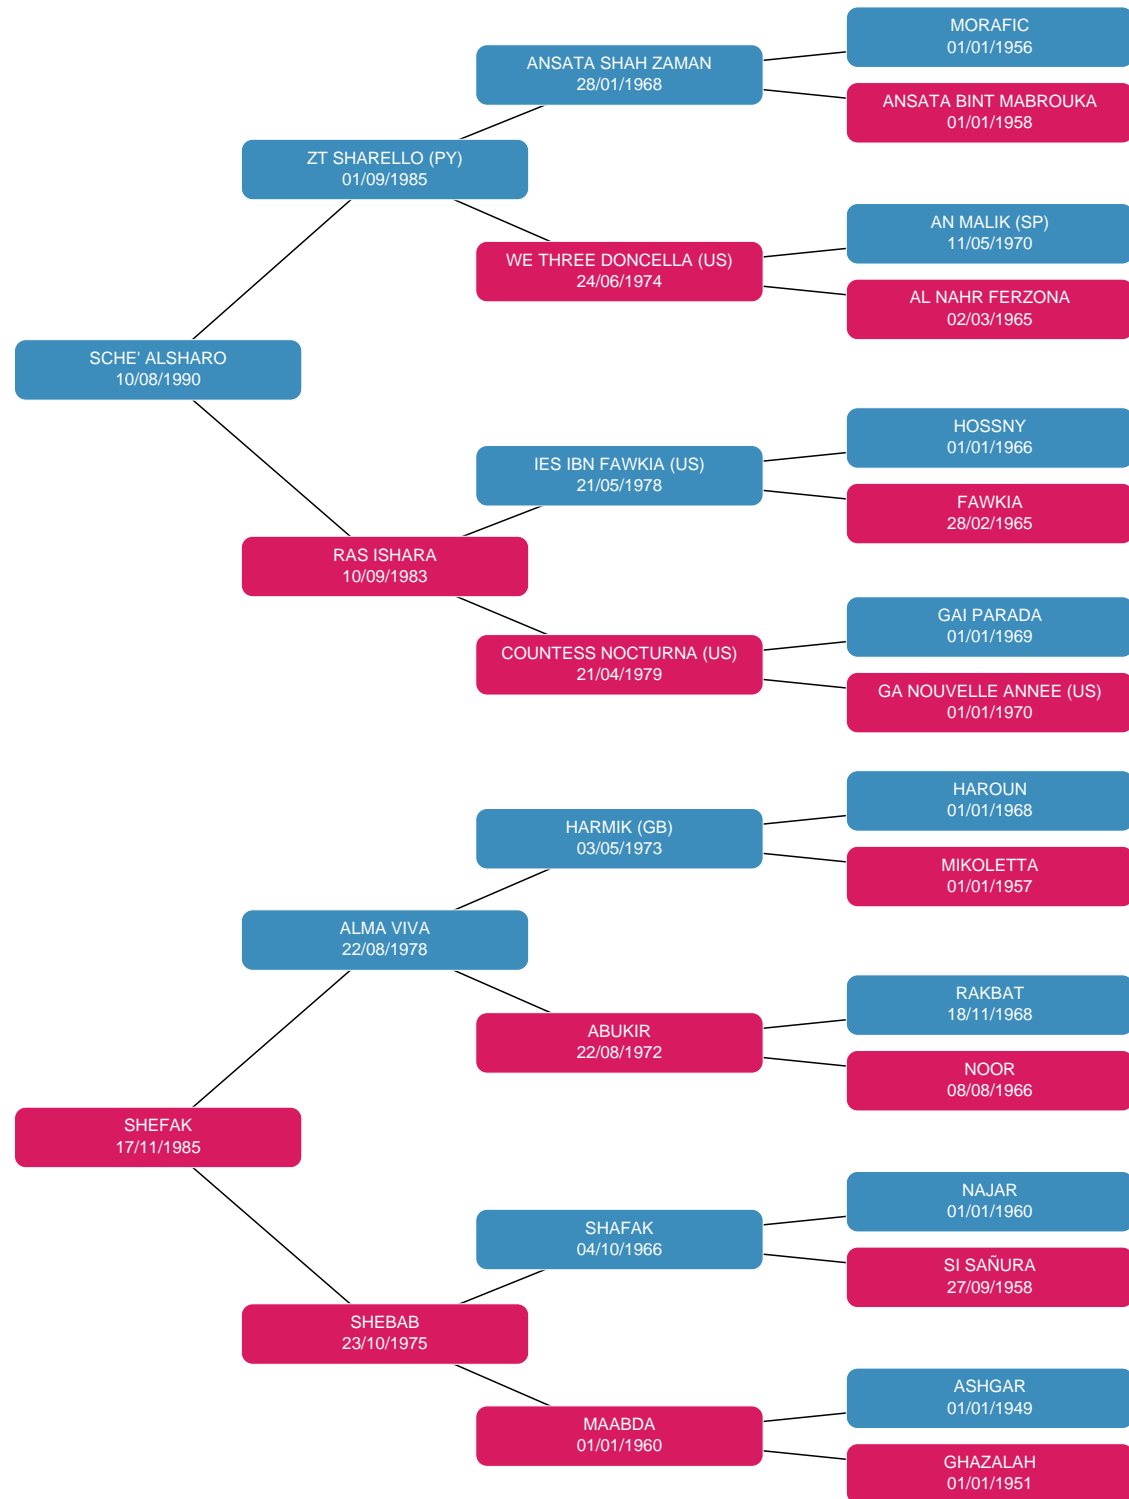 MORAFIC
01/01/1956
ANSATA SHAH ZAMAN
28/01/1968
ANSATA BINT MABROUKA
01/01/1958
ZT SHARELLO (PY)
01/09/1985
AN MALIK (SP)
11/05/1970
WE THREE DONCELLA (US)
24/06/1974
AL NAHR FERZONA
02/03/1965
SCHE' ALSHARO
10/08/1990
HOSSNY
01/01/1966
IES IBN FAWKIA (US)
21/05/1978
FAWKIA
28/02/1965
RAS ISHARA
10/09/1983
GAI PARADA
01/01/1969
COUNTESS NOCTURNA (US)
21/04/1979
GA NOUVELLE ANNEE (US)
01/01/1970
HAROUN
01/01/1968
HARMIK (GB)
03/05/1973
MIKOLETTA
01/01/1957
ALMA VIVA
22/08/1978
RAKBAT
18/11/1968
ABUKIR
22/08/1972
NOOR
08/08/1966
SHEFAK
17/11/1985
NAJAR
01/01/1960
SHAFAK
04/10/1966
SI SAÑURA
27/09/1958
SHEBAB
23/10/1975
ASHGAR
01/01/1949
MAABDA
01/01/1960
GHAZALAH
01/01/1951